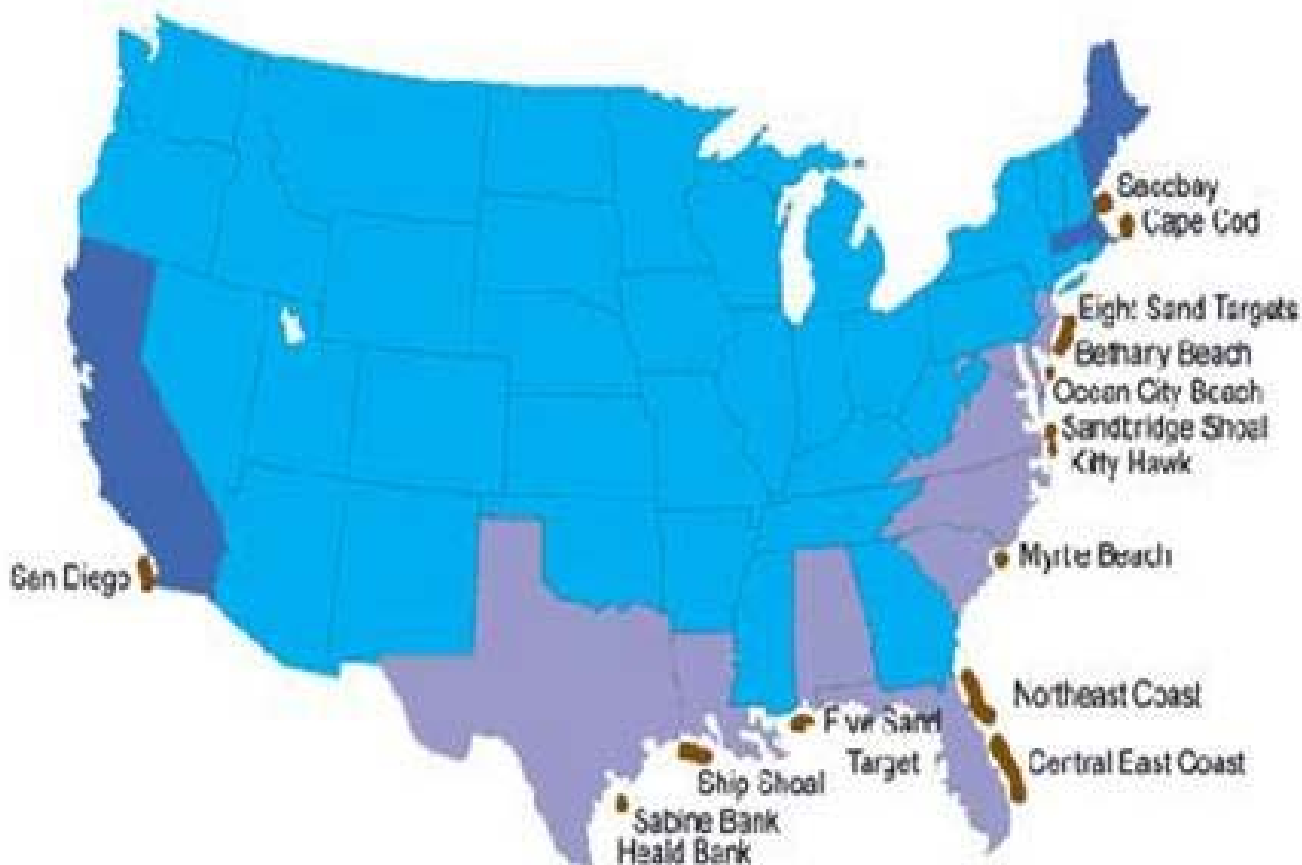 Saccbay
Cape Cod
Eight Sand Targets
Bethany Beach
Ocean City Beach
Sandbridge Shoal
Kitty Hawk
San Diego
Myrtle Beach
Northeast Coast
Five Sand
Target
Central East Coast
Ship Shoal
Sabine Bank
Heald Bank